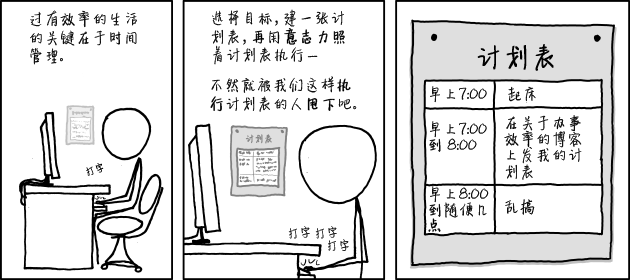 过有效率的生活
的关键在于时间
管理。
打字
选择目标，建一张计
划表，再用意志力照
着计划表执行—
不然就被我们这样执
行计划表的人甩下吧。
计划表
打字 打字
打字
计划表
早上7:00
起床
早上7:00
到 8:00
在关于办事
效率的博客
上发我的计
划表
早上8:00
到随便几
点
乱搞